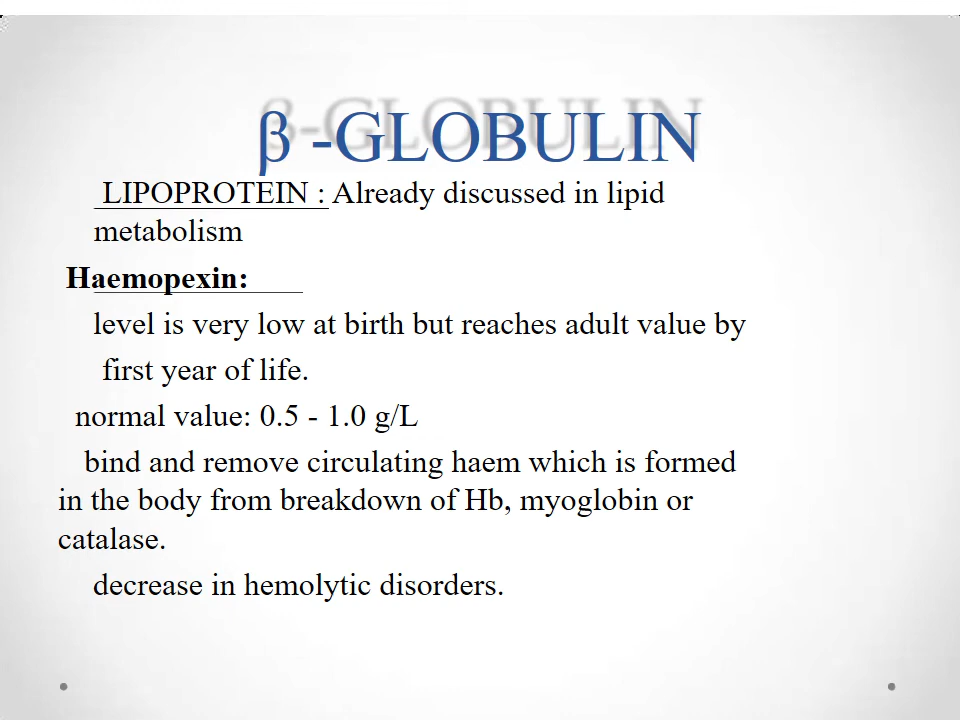 β -GLOBULIN
LIPOPROTEIN : Already discussed in lipid
metabolism
Haemopexin:
level is very low at birth but reaches adult value by
first year of life.
normal value: 0.5 - 1.0 g/L
bind and remove circulating haem which is formed
in the body from breakdown of Hb, myoglobin or
catalase.
decrease in hemolytic disorders.